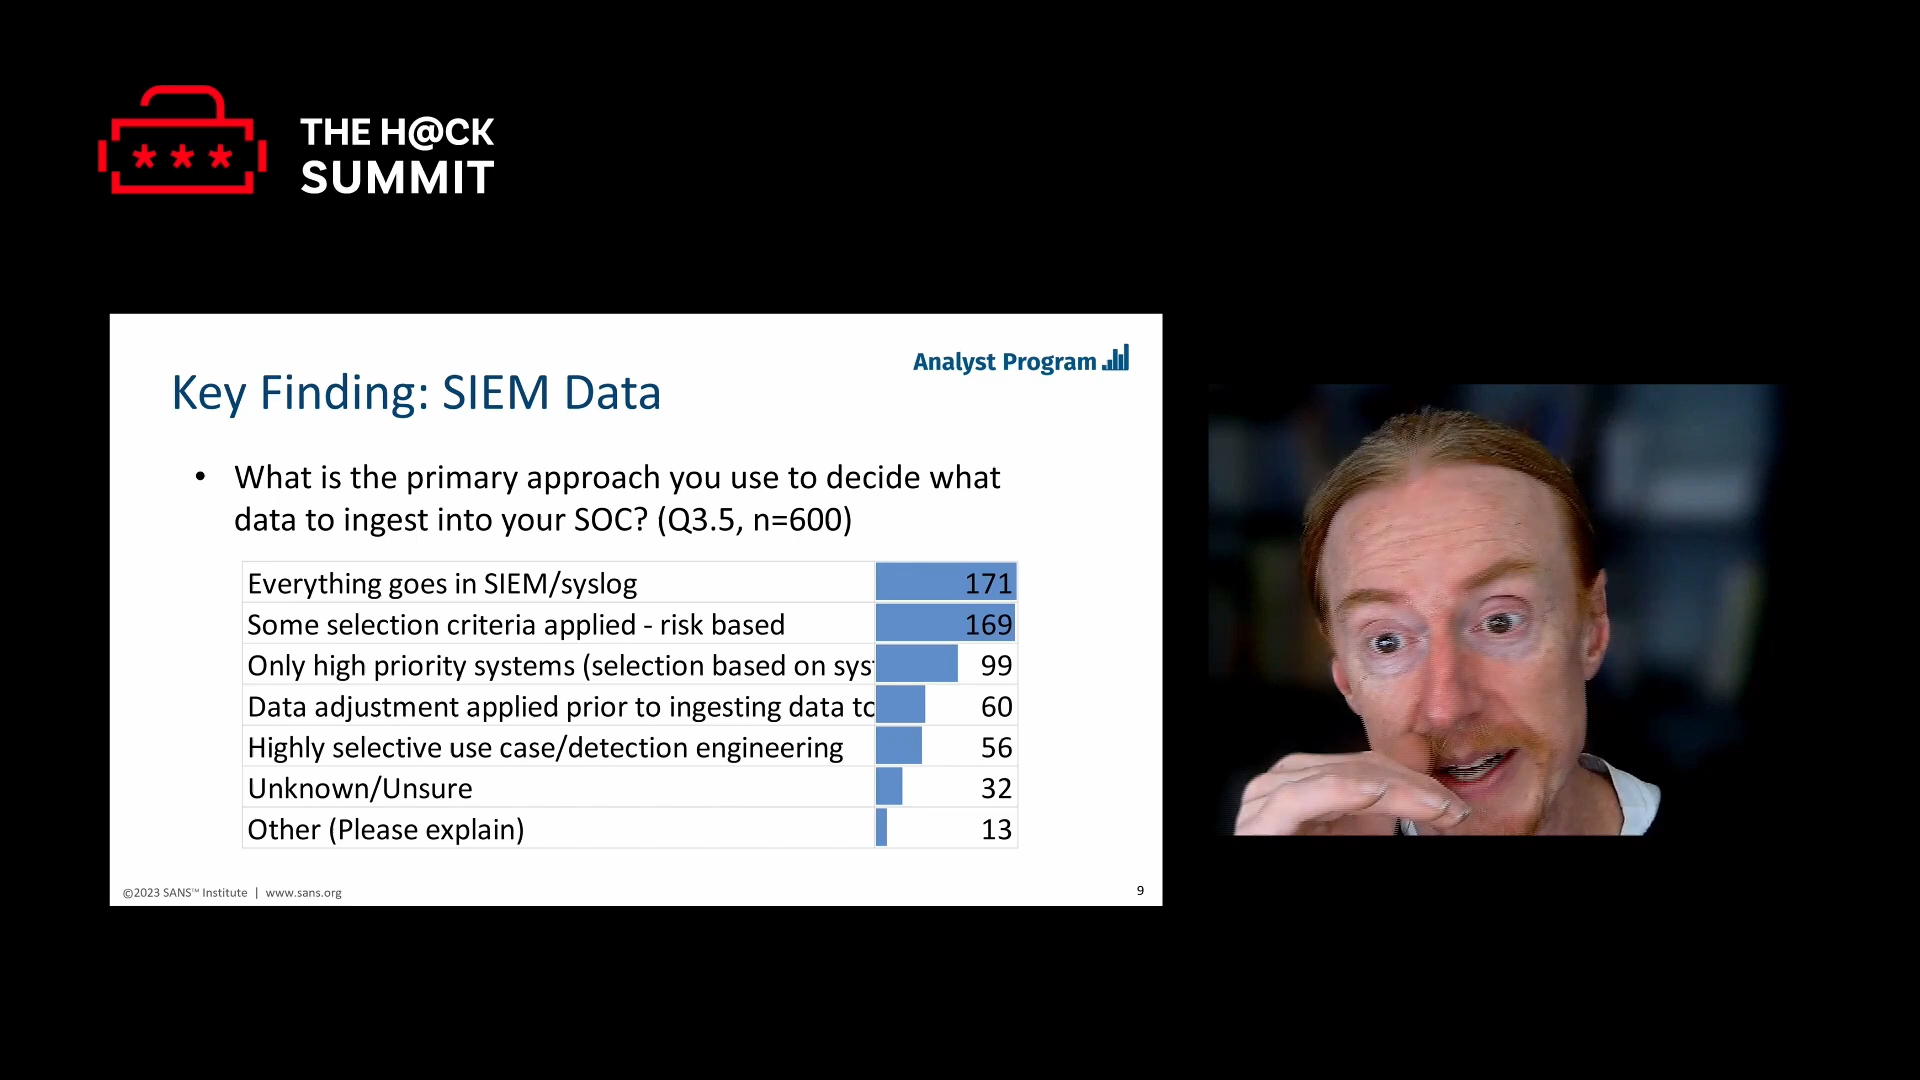 THE H@CK
SUMMIT
Analyst Program
Key Finding: SIEM Data
• What is the primary approach you use to decide what
data to ingest into your SOC? (Q3.5, n=600)
Everything goes in SIEM/syslog 171
Some selection criteria applied - risk based 169
Only high priority systems (selection based on sys 99
Data adjustment applied prior to ingesting data to 60
Highly selective use case/detection engineering 56
Unknown/Unsure 32
Other (Please explain) 13
©2023 SANS™ Institute | www.sans.org 9